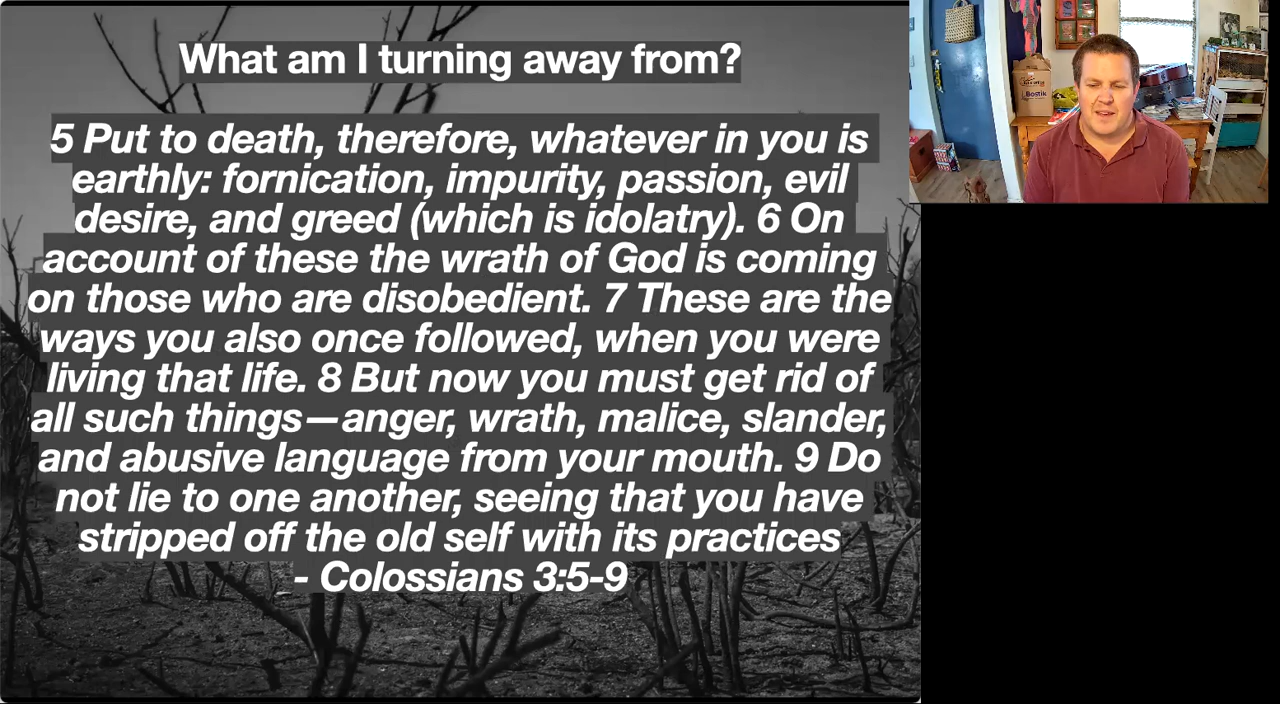 What am I turning away from?
5 Put to death, therefore, whatever in you is
earthly: fornication, impurity, passion, evil
desire, and greed (which is idolatry). 6 On
account of these the wrath of God is coming
on those who are disobedient. 7 These are the
ways you also once followed, when you were
living that life. 8 But now you must get rid of
all such things—anger, wrath, malice, slander,
and abusive language from your mouth. 9 Do
not lie to one another, seeing that you have
stripped off the old self with its practices
- Colossians 3:5-9
Bostik